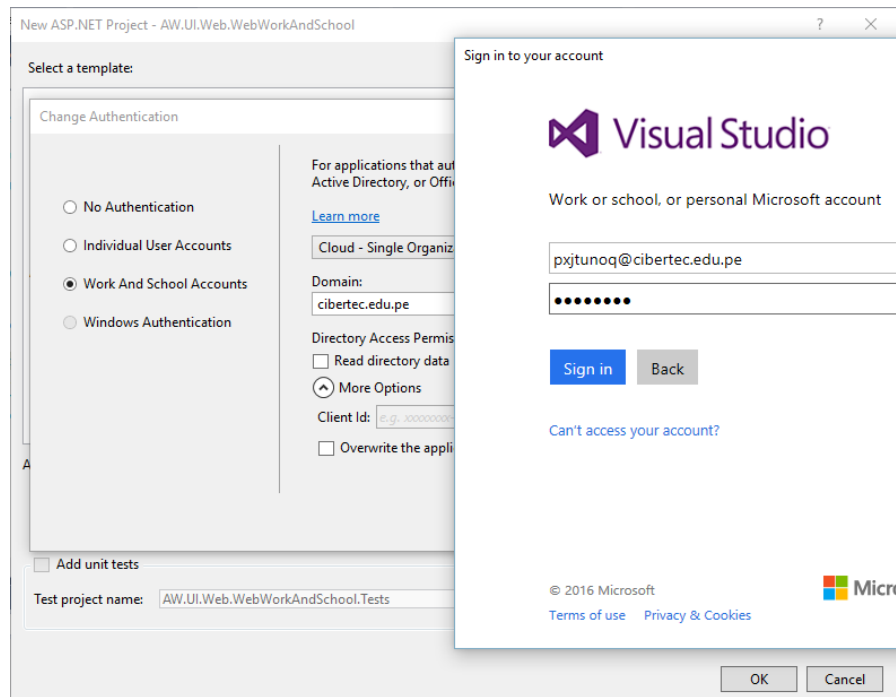 New ASP.NET Project - AW.UI.Web.WebWorkAndSchool
Select a template:
Change Authentication
No Authentication
Individual User Accounts
Work And School Accounts
Windows Authentication
For applications that aut
Active Directory, or Offi
Learn more
Cloud - Single Organiza
Domain:
cibertec.edu.pe
Directory Access Permis
Read directory data
More Options
Client Id: e.g. xxxxxxxx-
Overwrite the appli
A
Add unit tests
Test project name: AW.UI.Web.WebWorkAndSchool.Tests
Sign in to your account
Visual Studio
Work or school, or personal Microsoft account
pxjtunoq@cibertec.edu.pe
●●●●●●●●
Sign in Back
Can't access your account?
© 2016 Microsoft
Micro
Terms of use Privacy & Cookies
OK Cancel